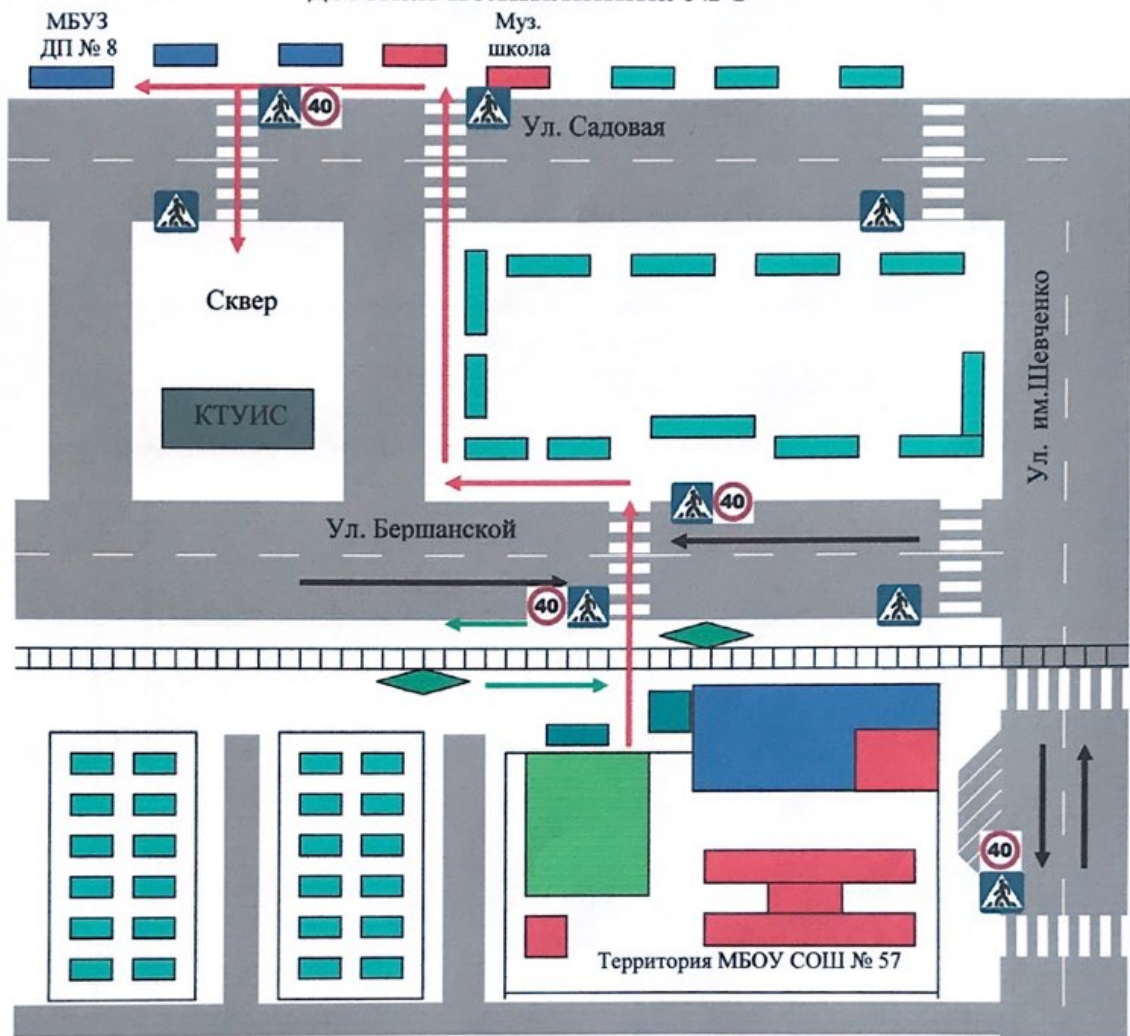 МБУЗ
ДП № 8
Муз.
школа
40
Ул. Садовая
Сквер
КТУИС
Ул. им.Шевченко
40
Ул. Бершанской
40
40
Территория МБОУ СОШ № 57